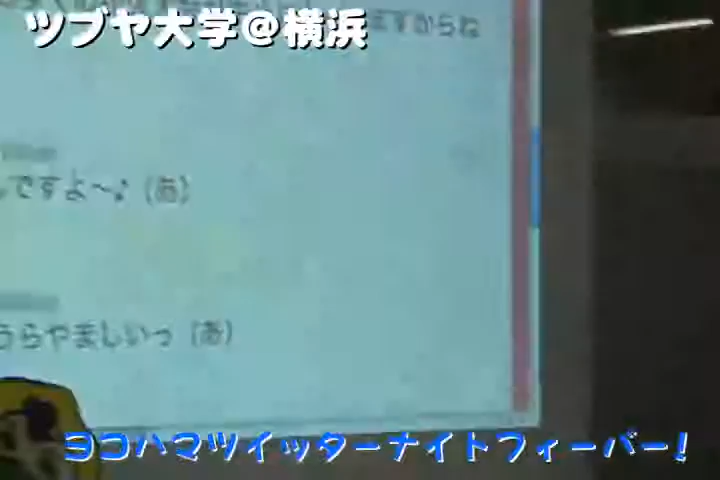 ツブヤ大学@横浜
ますからね
ですよ〜♪ (あ)
うらやましいっ (あ)
ヨコハマツイッターナイトフィーバー!